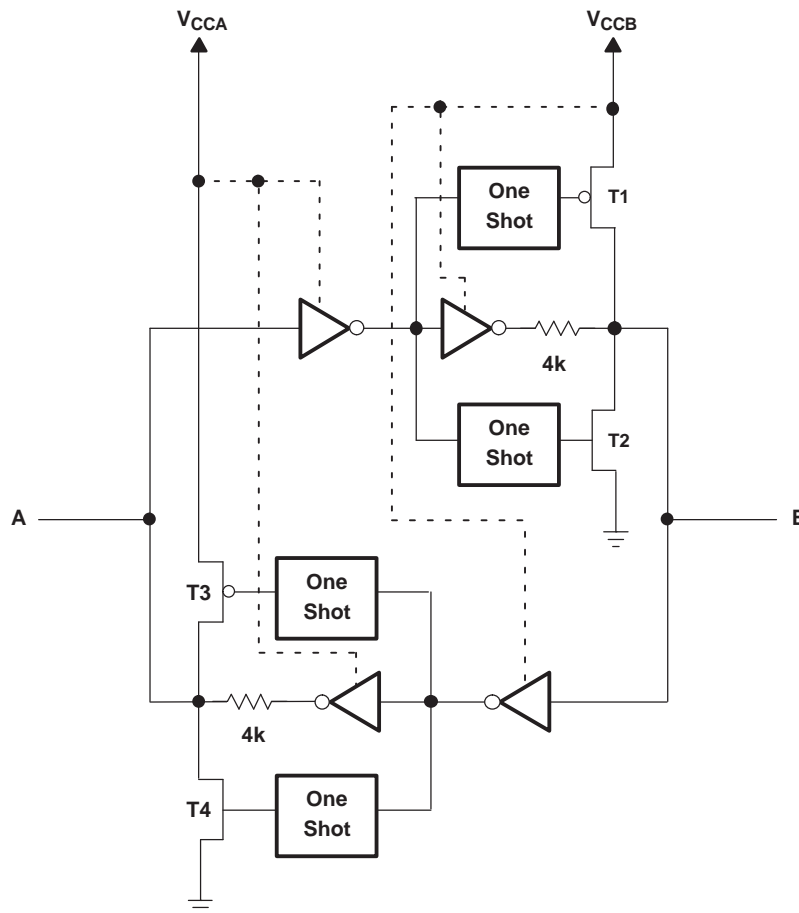 VCCA
VCCB
One
Shot
T1
4k
One
Shot
T2
A
B
T3
One
Shot
4k
T4
One
Shot